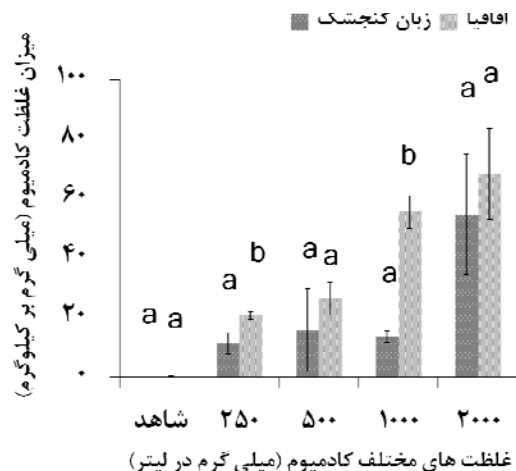 زبان گنجشک اقاقیا
میزان غلظت کادمیوم (میلی گرم بر کیلوگرم)
۱۰۰
۸۰
۶۰
۴۰
۲۰
۰
a a
a b
a a
a b
a a
شاهد ۲۵۰ ۵۰۰ ۱۰۰۰ ۲۰۰۰
غلظت های مختلف کادمیوم (میلی گرم در لیتر)